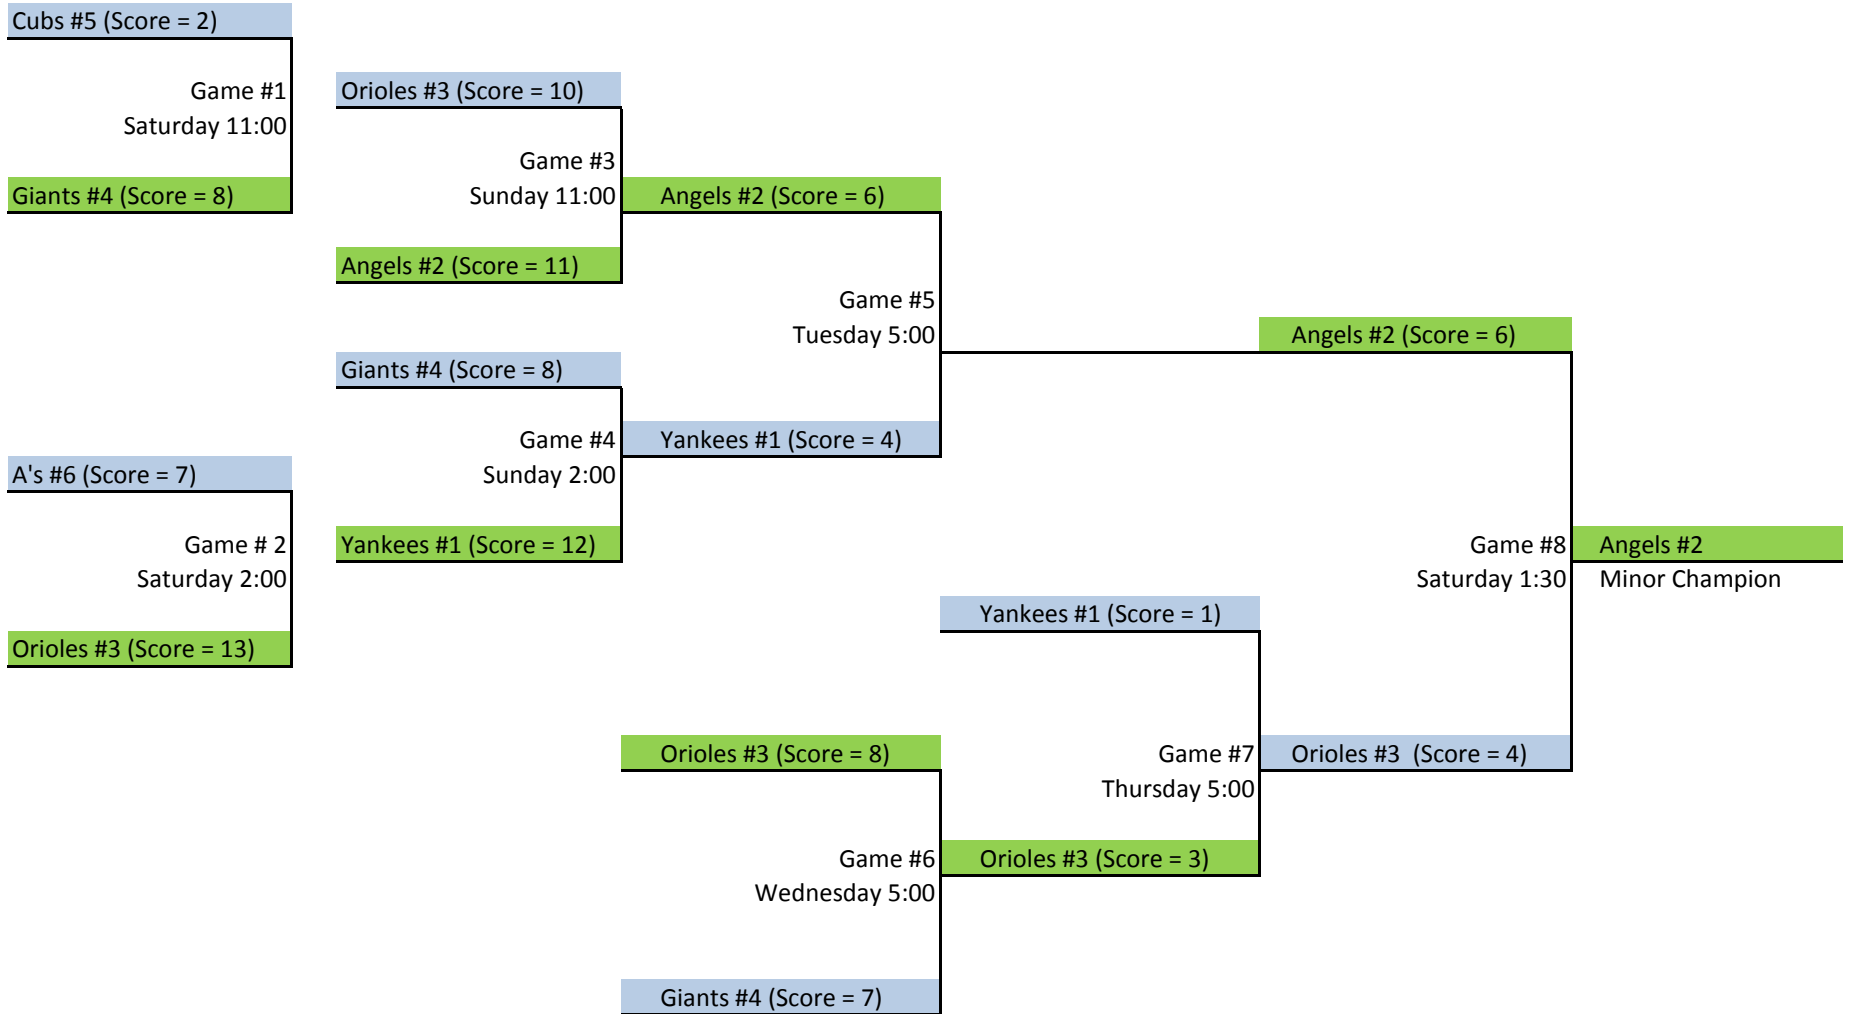 Cubs #5 (Score = 2)
Game #1
Saturday 11:00
Giants #4 (Score = 8)
Orioles #3 (Score = 10)
Game #3
Sunday 11:00
Angels #2 (Score = 11)
Angels #2 (Score = 6)
Game #5
Tuesday 5:00
Yankees #1 (Score = 4)
Giants #4 (Score = 8)
Game #4
Sunday 2:00
Yankees #1 (Score = 12)
A's #6 (Score = 7)
Game # 2
Saturday 2:00
Orioles #3 (Score = 13)
Angels #2 (Score = 6)
Game #8
Saturday 1:30
Angels #2
Minor Champion
Yankees #1 (Score = 1)
Game #7
Thursday 5:00
Orioles #3  (Score = 4)
Orioles #3 (Score = 8)
Game #6
Wednesday 5:00
Orioles #3 (Score = 3)
Giants #4 (Score = 7)